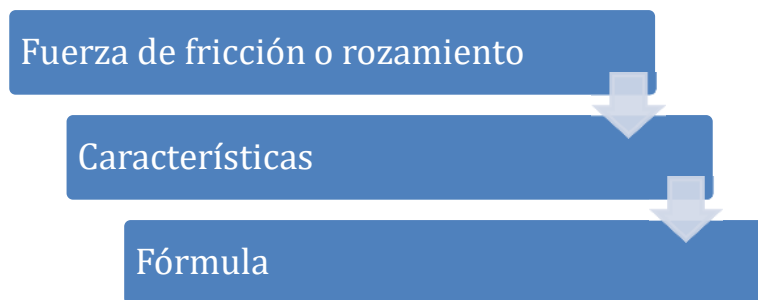 Fuerza de fricción o rozamiento
Características
Fórmula